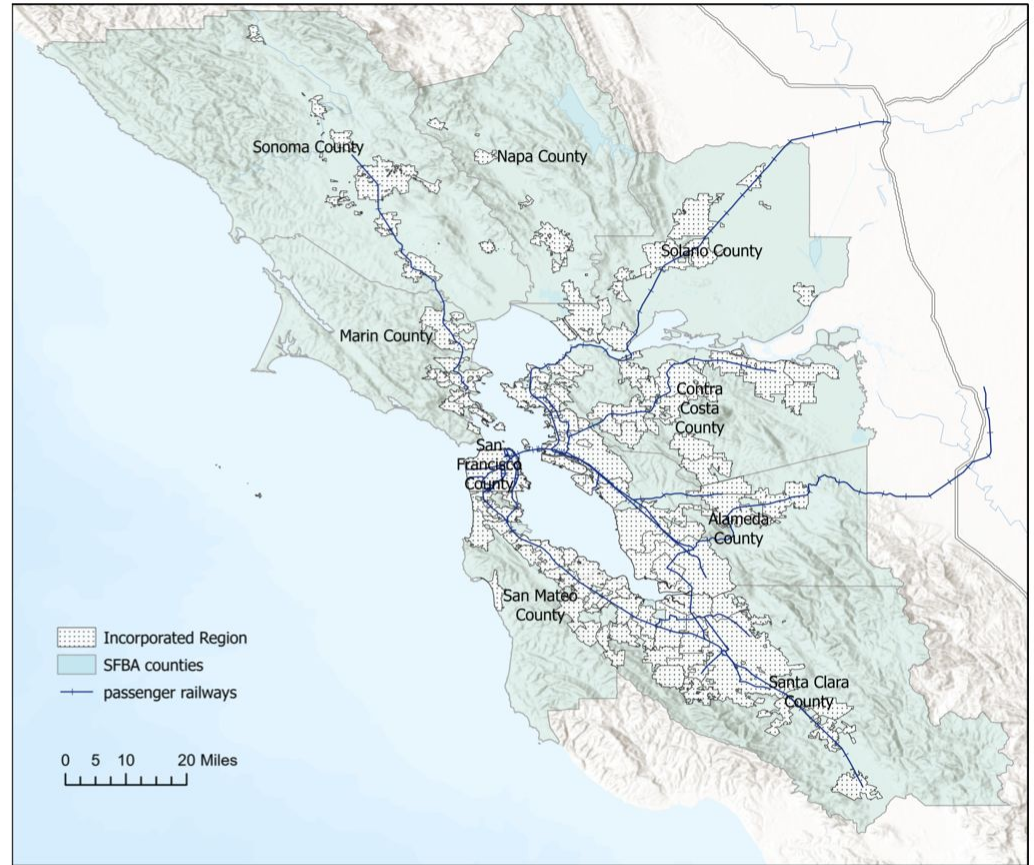 Sonoma County
Napa County
Solano County
Marin County
Contra
Costa
County
San
Francisco
County
Alameda
County
San Mateo
County
Incorporated Region
SFBA counties
passenger railways
Santa Clara
County
0 5 10 20 Miles